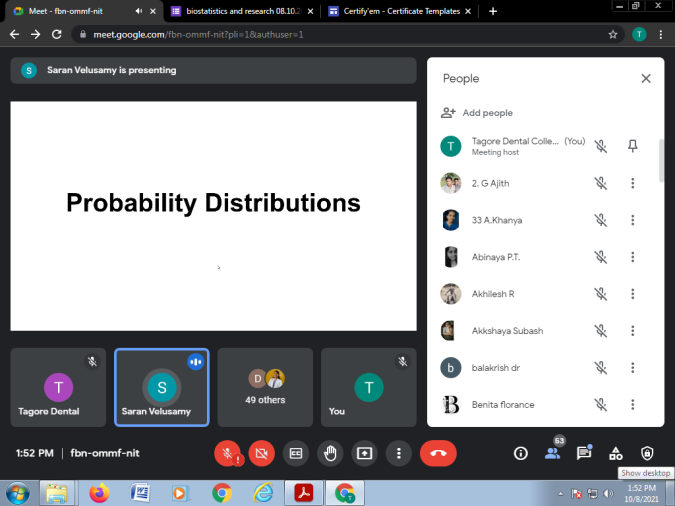 Meet - fbn-ommf-nit
biostatistics and research 08.10.2
Certify'em - Certificate Templates
meet.google.com/fbn-ommf-nit?pli=1&authuser=1
T
S Saran Velusamy is presenting
Probability Distributions
People
Add people
T Tagore Dental Colle... (You)
Meeting host
2. G Ajith
33 A.Khanya
Abinaya P.T.
Akhilesh R
Akkshaya Subash
b balakrish dr
B Benita florance
T
Tagore Dental
S
Saran Velusamy
D
49 others
T
You
1:52 PM | fbn-ommf-nit
CC
53
Show desktop
1:52 PM
10/8/2021